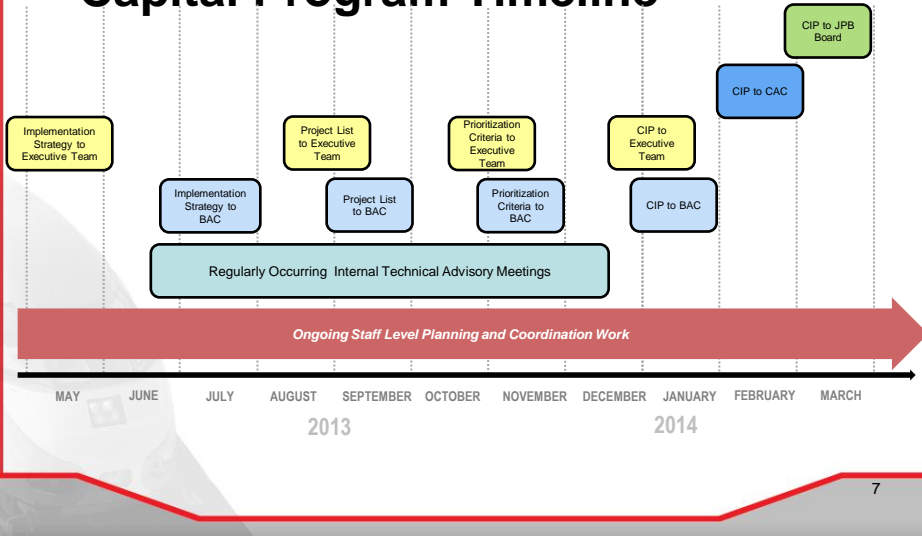 Capital Program Timeline
CIP to JPB
Board
CIP to CAC
Implementation
Strategy to
Executive Team
Project List
to Executive
Team
Prioritization
Criteria to
Executive
Team
CIP to
Executive
Team
Implementation
Strategy to
BAC
Project List
to BAC
Prioritization
Criteria to
BAC
CIP to BAC
Regularly Occurring Internal Technical Advisory Meetings
Ongoing Staff Level Planning and Coordination Work
MAY JUNE JULY AUGUST SEPTEMBER OCTOBER NOVEMBER DECEMBER JANUARY FEBRUARY MARCH
2013 2014
7